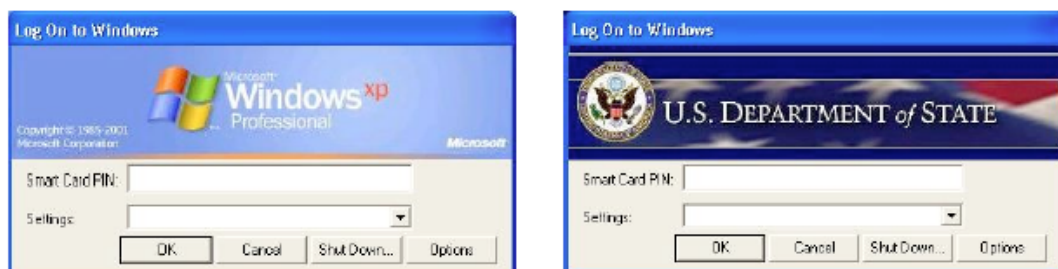 Log On to Windows
Microsoft
Windows xp
Professional
Copyright © 1985-2001
Microsoft Corporation
Microsoft
Smart Card PIN:
Settings:
OK Cancel Shut Down... Options
Log On to Windows
U.S. DEPARTMENT of STATE
Smart Card PIN:
Settings:
OK Cancel Shut Down... Options